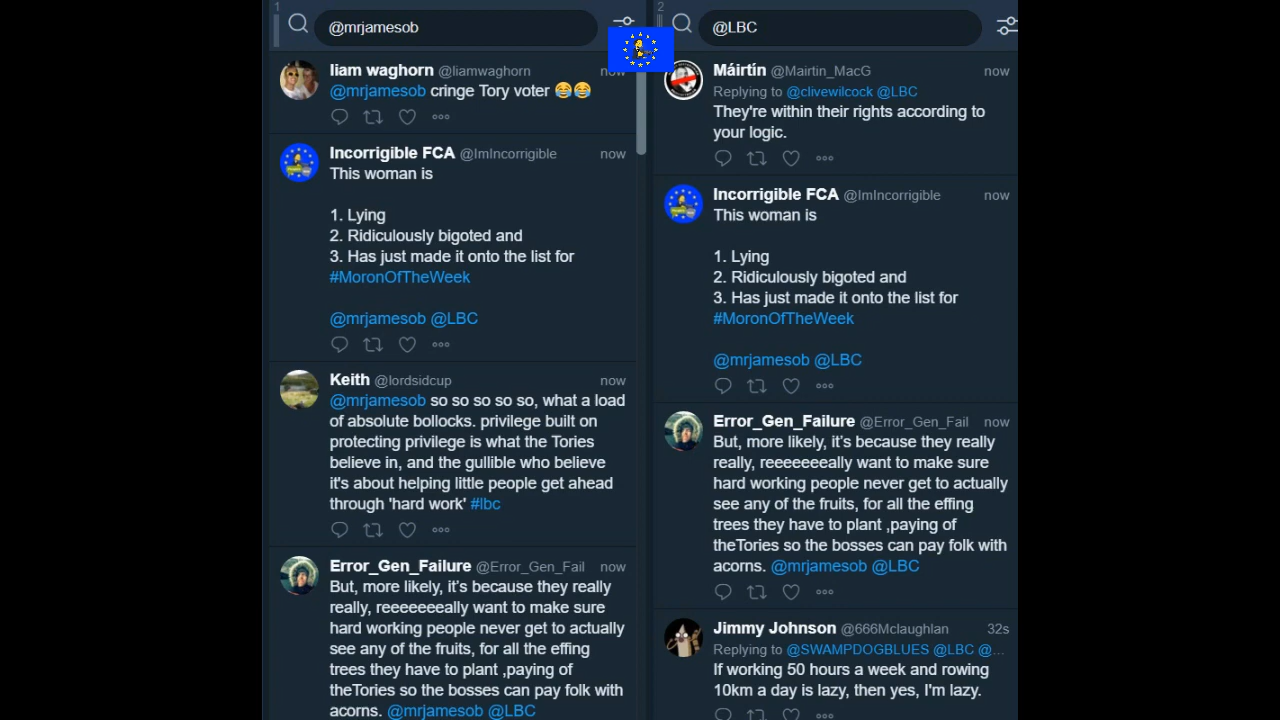 1
@mrjamesob
liam waghorn @liamwaghorn now
@mrjamesob cringe Tory voter 😂😂
Incorrigible FCA @ImIncorrigible now
This woman is
1. Lying
2. Ridiculously bigoted and
3. Has just made it onto the list for
#MoronOfTheWeek
@mrjamesob @LBC
Keith @lordsidcup now
@mrjamesob so so so so so, what a load
of absolute bollocks. privilege built on
protecting privilege is what the Tories
believe in, and the gullible who believe
it's about helping little people get ahead
through 'hard work' #lbc
Error_Gen_Failure @Error_Gen_Fail now
But, more likely, it's because they really
really, reeeeeeally want to make sure
hard working people never get to actually
see any of the fruits, for all the effing
trees they have to plant ,paying of
theTories so the bosses can pay folk with
acorns. @mrjamesob @LBC
2
@LBC
Máirtín @Mairtin_MacG now
Replying to @clivewilcock @LBC
They're within their rights according to
your logic.
Incorrigible FCA @ImIncorrigible now
This woman is
1. Lying
2. Ridiculously bigoted and
3. Has just made it onto the list for
#MoronOfTheWeek
@mrjamesob @LBC
Error_Gen_Failure @Error_Gen_Fail now
But, more likely, it's because they really
really, reeeeeeally want to make sure
hard working people never get to actually
see any of the fruits, for all the effing
trees they have to plant ,paying of
theTories so the bosses can pay folk with
acorns. @mrjamesob @LBC
Jimmy Johnson @666Mclaughlan 32s
Replying to @SWAMPDOGBLUES @LBC @...
If working 50 hours a week and rowing
10km a day is lazy, then yes, I'm lazy.